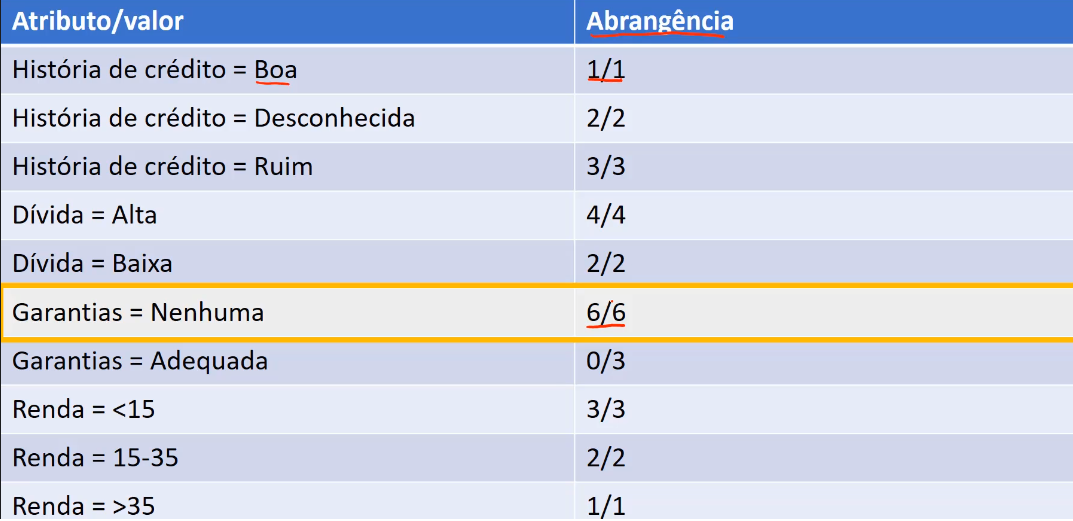 Atributo/valor Abrangência
História de crédito = Boa 1/1
História de crédito = Desconhecida 2/2
História de crédito = Ruim 3/3
Dívida = Alta 4/4
Dívida = Baixa 2/2
Garantias = Nenhuma 6/6
Garantias = Adequada 0/3
Renda = <15 3/3
Renda = 15-35 2/2
Renda = >35 1/1